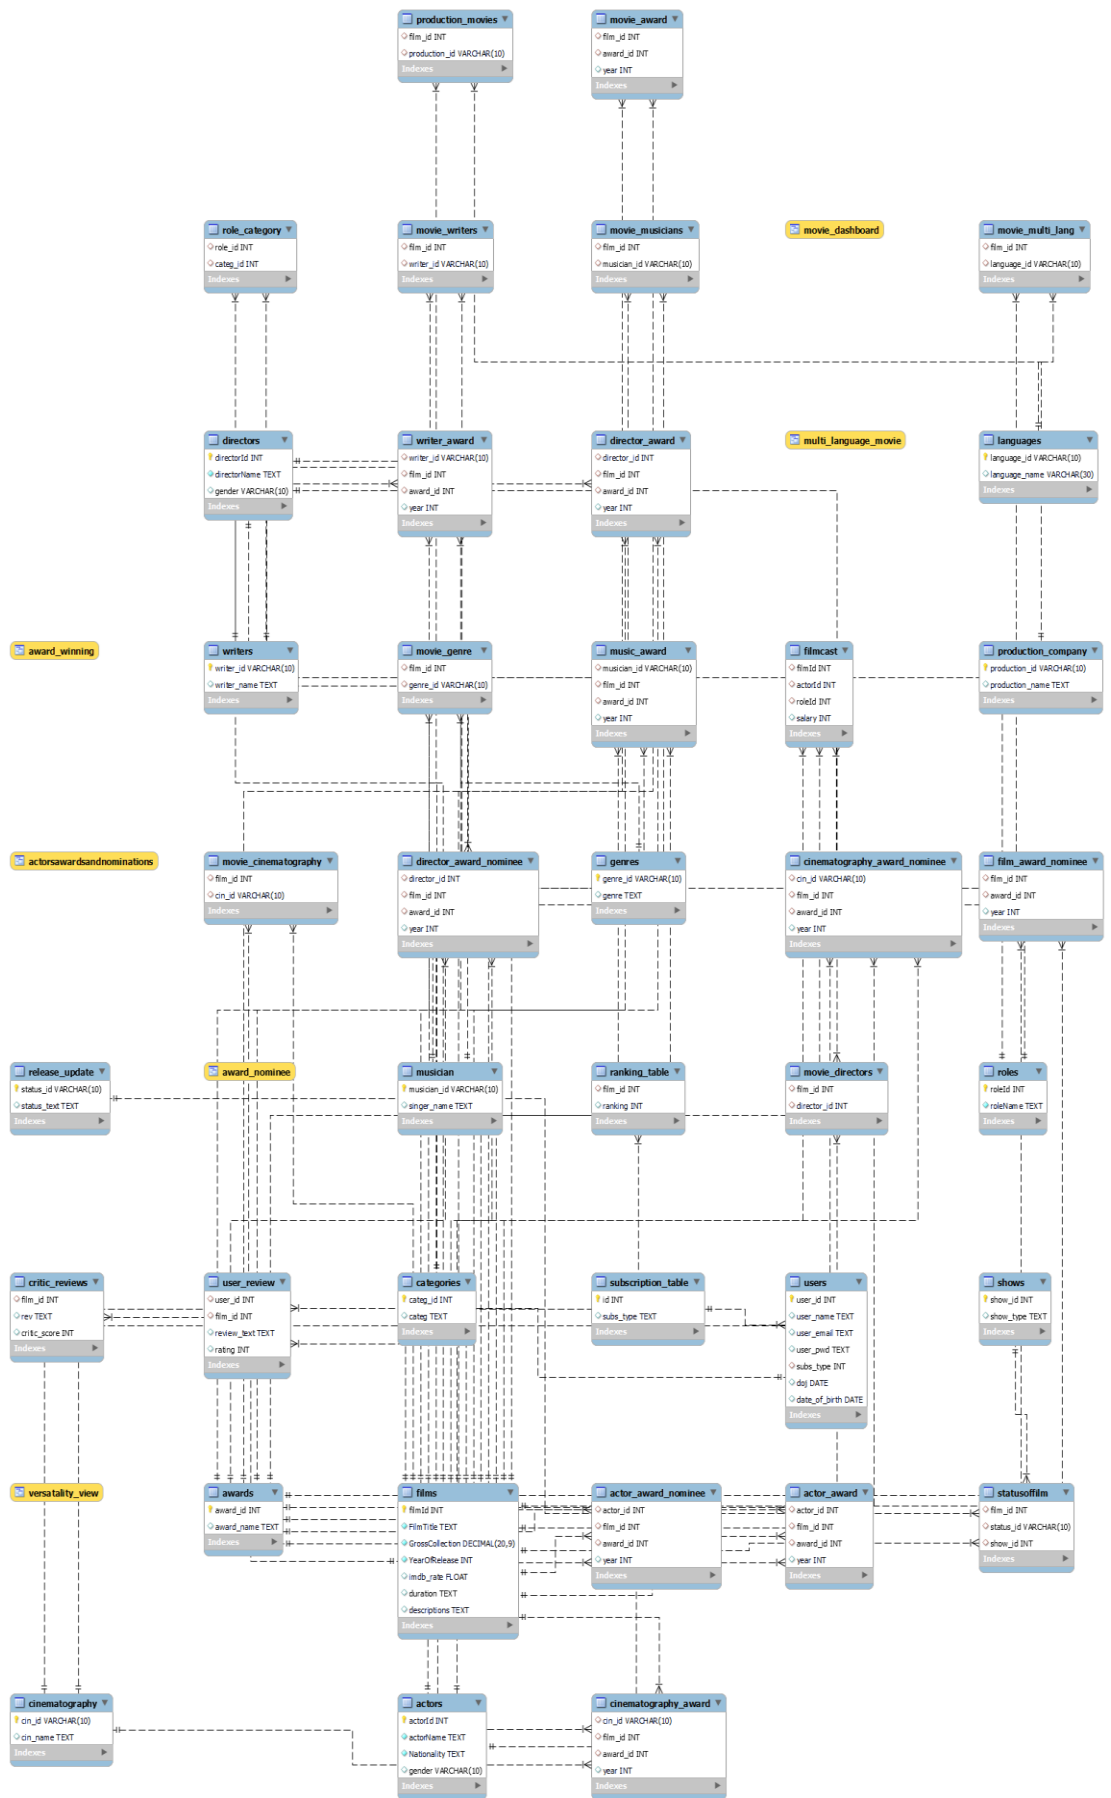 production_movies
film_id INT
production_id VARCHAR(10)
Indexes
movie_award
film_id INT
award_id INT
year INT
Indexes
role_category
role_id INT
categ_id INT
Indexes
movie_writers
film_id INT
writer_id VARCHAR(10)
Indexes
movie_musicians
film_id INT
musician_id VARCHAR(10)
Indexes
movie_dashboard
movie_multi_lang
film_id INT
language_id VARCHAR(10)
Indexes
directors
directorId INT
directorName TEXT
gender VARCHAR(10)
Indexes
writer_award
writer_id VARCHAR(10)
film_id INT
award_id INT
year INT
Indexes
director_award
director_id INT
film_id INT
award_id INT
year INT
Indexes
multi_language_movie
languages
language_id VARCHAR(10)
language_name VARCHAR(30)
Indexes
award_winning
writers
writer_id VARCHAR(10)
writer_name TEXT
Indexes
movie_genre
film_id INT
genre_id VARCHAR(10)
Indexes
music_award
musician_id VARCHAR(10)
film_id INT
award_id INT
year INT
Indexes
filmcast
filmId INT
actorId INT
roleId INT
salary INT
Indexes
production_company
production_id VARCHAR(10)
production_name TEXT
Indexes
actorsawardsandnominations
movie_cinematography
film_id INT
cin_id VARCHAR(10)
Indexes
director_award_nominee
director_id INT
film_id INT
award_id INT
year INT
Indexes
genres
genre_id VARCHAR(10)
genre TEXT
Indexes
cinematography_award_nominee
cin_id VARCHAR(10)
film_id INT
award_id INT
year INT
Indexes
film_award_nominee
film_id INT
award_id INT
year INT
Indexes
release_update
status_id VARCHAR(10)
status_text TEXT
Indexes
award_nominee
musician
musician_id VARCHAR(10)
singer_name TEXT
Indexes
ranking_table
film_id INT
ranking INT
Indexes
movie_directors
film_id INT
director_id INT
Indexes
roles
roleId INT
roleName TEXT
Indexes
critic_reviews
film_id INT
rev TEXT
critic_score INT
Indexes
user_review
user_id INT
film_id INT
review_text TEXT
rating INT
Indexes
categories
categ_id INT
categ TEXT
Indexes
subscription_table
id INT
subs_type TEXT
Indexes
users
user_id INT
user_name TEXT
user_email TEXT
user_pwd TEXT
subs_type INT
doj DATE
date_of_birth DATE
Indexes
shows
show_id INT
show_type TEXT
Indexes
versatality_view
awards
award_id INT
award_name TEXT
Indexes
films
filmId INT
FilmTitle TEXT
GrossCollection DECIMAL(20,9)
YearOfRelease INT
imdb_rate FLOAT
duration TEXT
descriptions TEXT
Indexes
actor_award_nominee
actor_id INT
film_id INT
award_id INT
year INT
Indexes
actor_award
actor_id INT
film_id INT
award_id INT
year INT
Indexes
statusoffilm
film_id INT
status_id VARCHAR(10)
show_id INT
Indexes
cinematography
cin_id VARCHAR(10)
cin_name TEXT
Indexes
actors
actorId INT
actorName TEXT
Nationality TEXT
gender VARCHAR(10)
Indexes
cinematography_award
cin_id VARCHAR(10)
film_id INT
award_id INT
year INT
Indexes